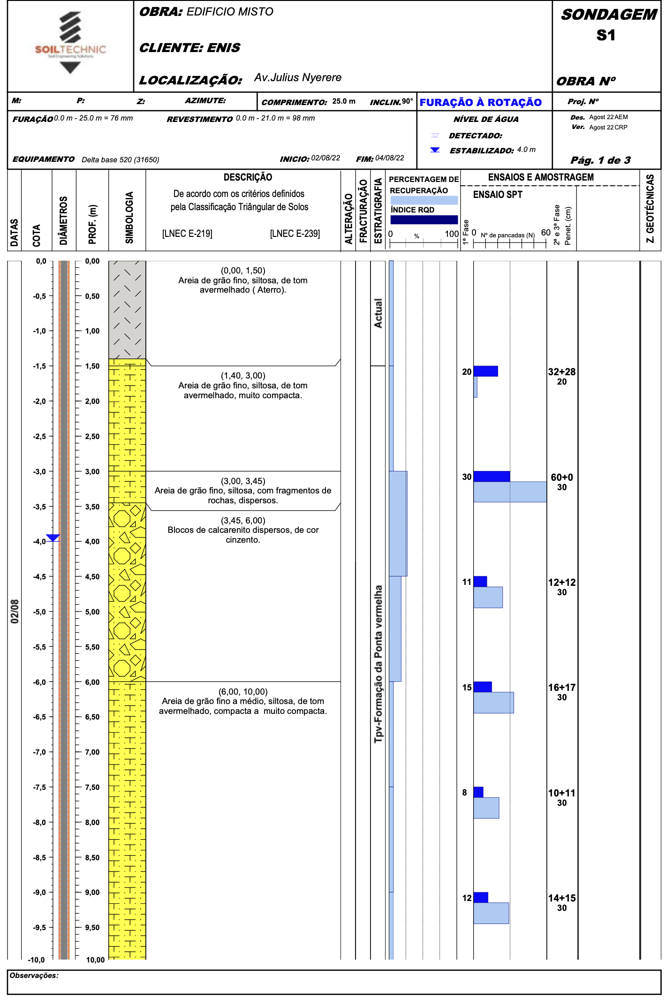 SOILTECHNIC
Soil Engineering Solutions
OBRA: EDIFICIO MISTO
CLIENTE: ENIS
LOCALIZAÇÃO: Av.Julius Nyerere
SONDAGEM
S1
OBRA Nº
M: P: Z: AZIMUTE:
COMPRIMENTO: 25.0 m INCLIN.90°
FURAÇÃO À ROTAÇÃO
Proj. Nº
FURAÇÃO 0.0 m - 25.0 m = 76 mm REVESTIMENTO 0.0 m - 21.0 m = 98 mm
EQUIPAMENTO Delta base 520 (31650) INICIO: 02/08/22 FIM: 04/08/22
NÍVEL DE ÁGUA
DETECTADO:
ESTABILIZADO: 4.0 m
Des. Agost 22 AEM
Ver. Agost 22 CRP
Pág. 1 de 3
DATAS
COTA
DIÂMETROS
PROF. (m)
SIMBOLOGIA
DESCRIÇÃO
De acordo com os critérios definidos
pela Classificação Triângular de Solos
[LNEC E-219] [LNEC E-239]
ALTERAÇÃO
FRACTURAÇÃO
ESTRATIGRAFIA
PERCENTAGEM DE
RECUPERAÇÃO
ÍNDICE RQD
0 % 100
ENSAIOS E AMOSTRAGEM
ENSAIO SPT
1ª Fase
0 Nº de pancadas (N) 60
2ª e 3ª Fase
Penet. (cm)
Z. GEOTÉCNICAS
0,0 0,00
(0,00, 1,50)
Areia de grão fino, siltosa, de tom
avermelhado ( Aterro).
-0,5 0,50
Actual
-1,0 1,00
-1,5 1,50
20 32+28
20
(1,40, 3,00)
Areia de grão fino, siltosa, de tom
avermelhado, muito compacta.
-2,0 2,00
-2,5 2,50
-3,0 3,00
30 60+0
30
(3,00, 3,45)
Areia de grão fino, siltosa, com fragmentos de
rochas, dispersos.
-3,5 3,50
(3,45, 6,00)
Blocos de calcarenito dispersos, de cor
cinzento.
-4,0 4,00
-4,5 4,50
11 12+12
30
02/08
-5,0 5,00
Tpv-Formação da Ponta vermelha
-5,5 5,50
-6,0 6,00
15 16+17
30
(6,00, 10,00)
Areia de grão fino a médio, siltosa, de tom
avermelhado, compacta a muito compacta.
-6,5 6,50
-7,0 7,00
-7,5 7,50
8 10+11
30
-8,0 8,00
-8,5 8,50
-9,0 9,00
12 14+15
30
-9,5 9,50
-10,0 10,00
Observações: